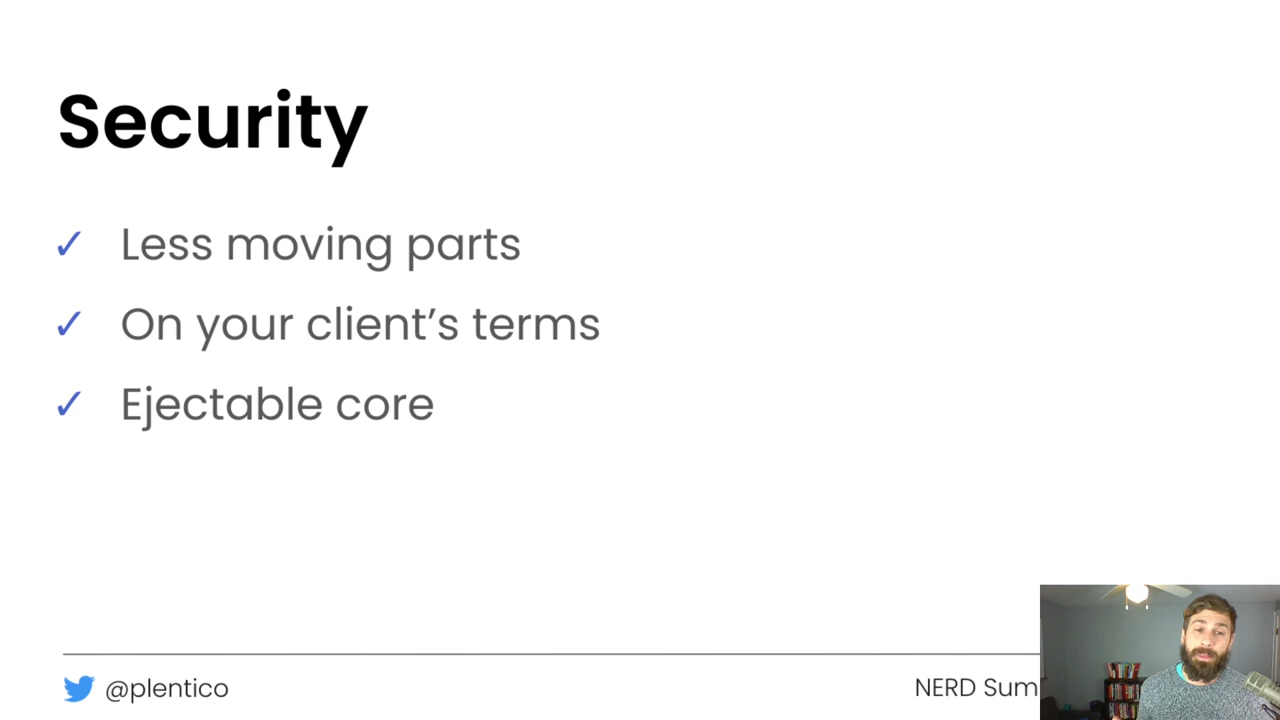 Security
✓ Less moving parts
✓ On your client’s terms
✓ Ejectable core
@plentico
NERD Sum